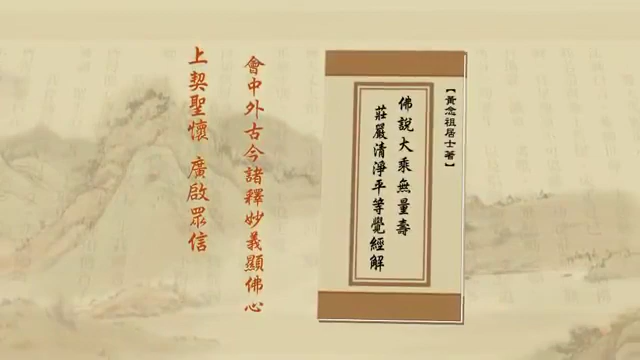 【黃念祖居士著】
佛說大乘無量壽
莊嚴清淨平等覺經解
會中外古今諸釋妙義顯佛心
上契聖懷 廣啟眾信